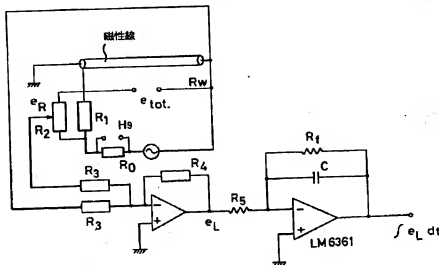 磁性線
Rw
eR
e tot.
R2
R1
H9
R0
R3
R4
R3
eL
R5
Rf
C
LM6361
∫ eL dt